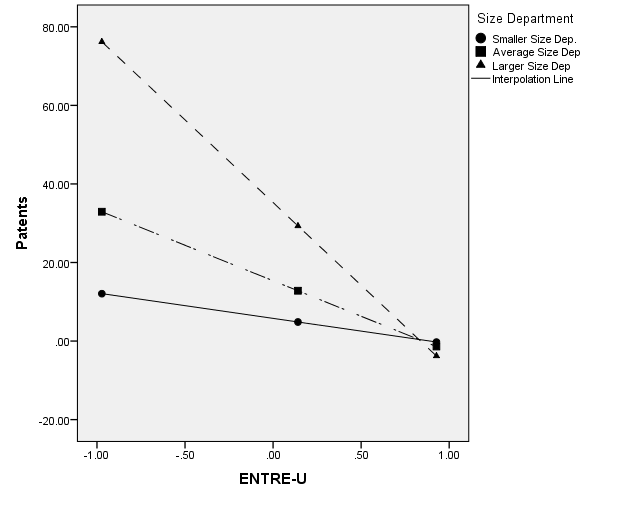 Size Department
Smaller Size Dep.
Average Size Dep
Larger Size Dep
Interpolation Line
80.00
60.00
40.00
20.00
.00
-20.00
Patents
-1.00 -.50 .00 .50 1.00
ENTRE-U